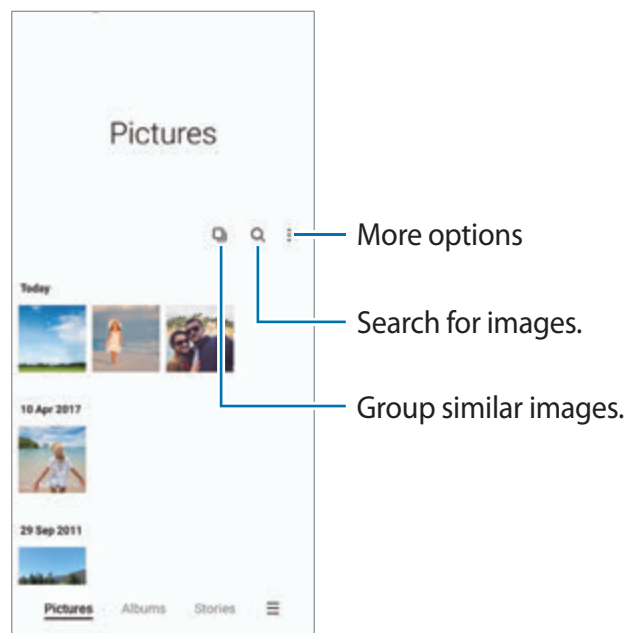 Pictures
More options
Today
Search for images.
10 Apr 2017
Group similar images.
29 Sep 2011
Pictures Albums Stories